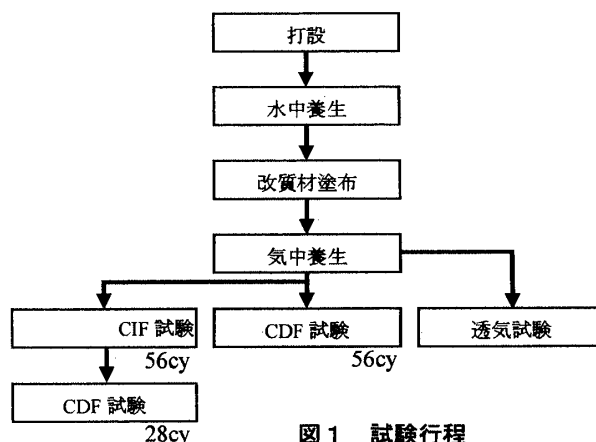 打設
水中養生
改質材塗布
気中養生
CIF 試験
CDF 試験
透気試験
56cy
56cy
CDF 試験
28cy
図1 試験行程